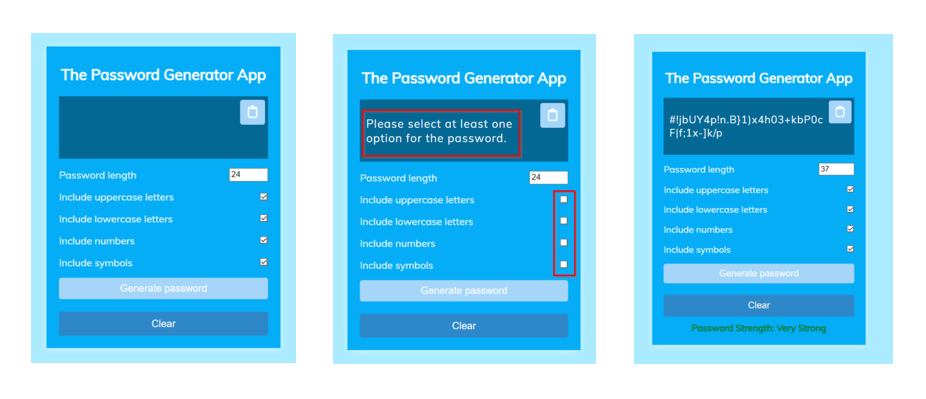 The Password Generator App
Password length 24
Include uppercase letters
Include lowercase letters
Include numbers
Include symbols
Generate password
Clear
The Password Generator App
Please select at least one
option for the password.
Password length 24
Include uppercase letters
Include lowercase letters
Include numbers
Include symbols
Generate password
Clear
The Password Generator App
#!jbUY4p!n.B}1)x4h03+kbP0c
F|f;1x-]k/p
Password length 37
Include uppercase letters
Include lowercase letters
Include numbers
Include symbols
Generate password
Clear
Password Strength: Very Strong